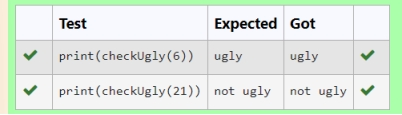 Test Expected Got
print(checkUgly(6)) ugly ugly
print(checkUgly(21)) not ugly not ugly